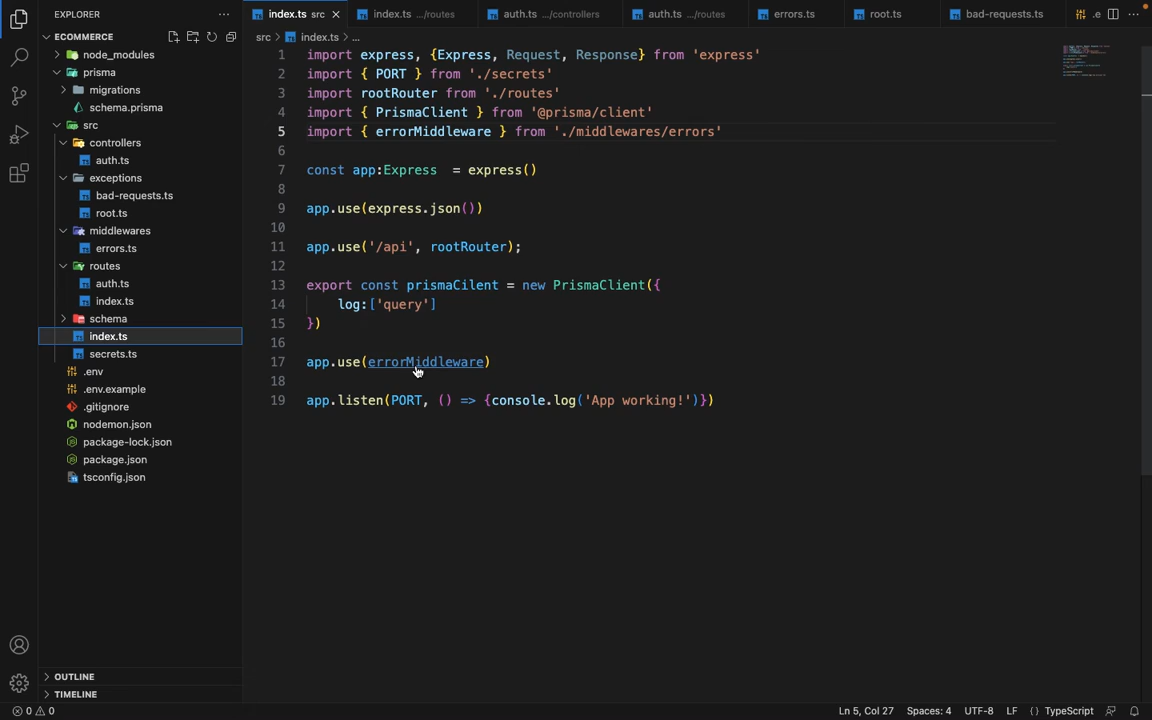 EXPLORER
ECOMMERCE
node_modules
prisma
migrations
schema.prisma
src
controllers
auth.ts
exceptions
bad-requests.ts
root.ts
middlewares
errors.ts
routes
auth.ts
index.ts
schema
index.ts
secrets.ts
.env
.env.example
.gitignore
nodemon.json
package-lock.json
package.json
tsconfig.json
OUTLINE
TIMELINE
index.ts src
index.ts .../routes
auth.ts .../controllers
auth.ts .../routes
errors.ts
root.ts
bad-requests.ts
.e
src > index.ts > ...
1 import express, {Express, Request, Response} from 'express'
2 import { PORT } from './secrets'
3 import rootRouter from './routes'
4 import { PrismaClient } from '@prisma/client'
5 import { errorMiddleware } from './middlewares/errors'
6
7 const app:Express  = express()
8
9 app.use(express.json())
10
11 app.use('/api', rootRouter);
12
13 export const prismaCilent = new PrismaClient({
14     log:['query']
15 })
16
17 app.use(errorMiddleware)
18
19 app.listen(PORT, () => {console.log('App working!')})
0 0
Ln 5, Col 27
Spaces: 4
UTF-8
LF
{} TypeScript